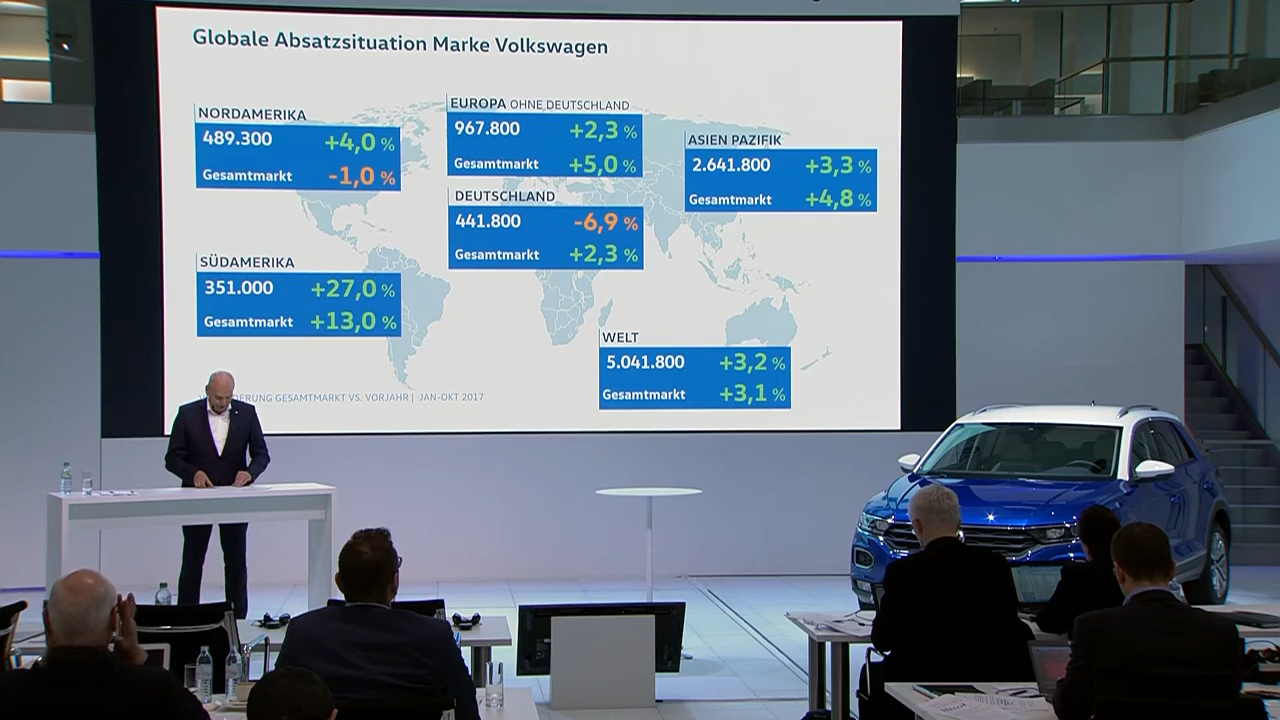 Globale Absatzsituation Marke Volkswagen
NORDAMERIKA
489.300 +4,0 %
Gesamtmarkt -1,0 %
EUROPA OHNE DEUTSCHLAND
967.800 +2,3 %
Gesamtmarkt +5,0 %
ASIEN PAZIFIK
2.641.800 +3,3 %
Gesamtmarkt +4,8 %
DEUTSCHLAND
441.800 -6,9 %
Gesamtmarkt +2,3 %
SÜDAMERIKA
351.000 +27,0 %
Gesamtmarkt +13,0 %
WELT
5.041.800 +3,2 %
Gesamtmarkt +3,1 %
GESAMTMARKT VS. VORJAHR | JAN-OKT 2017